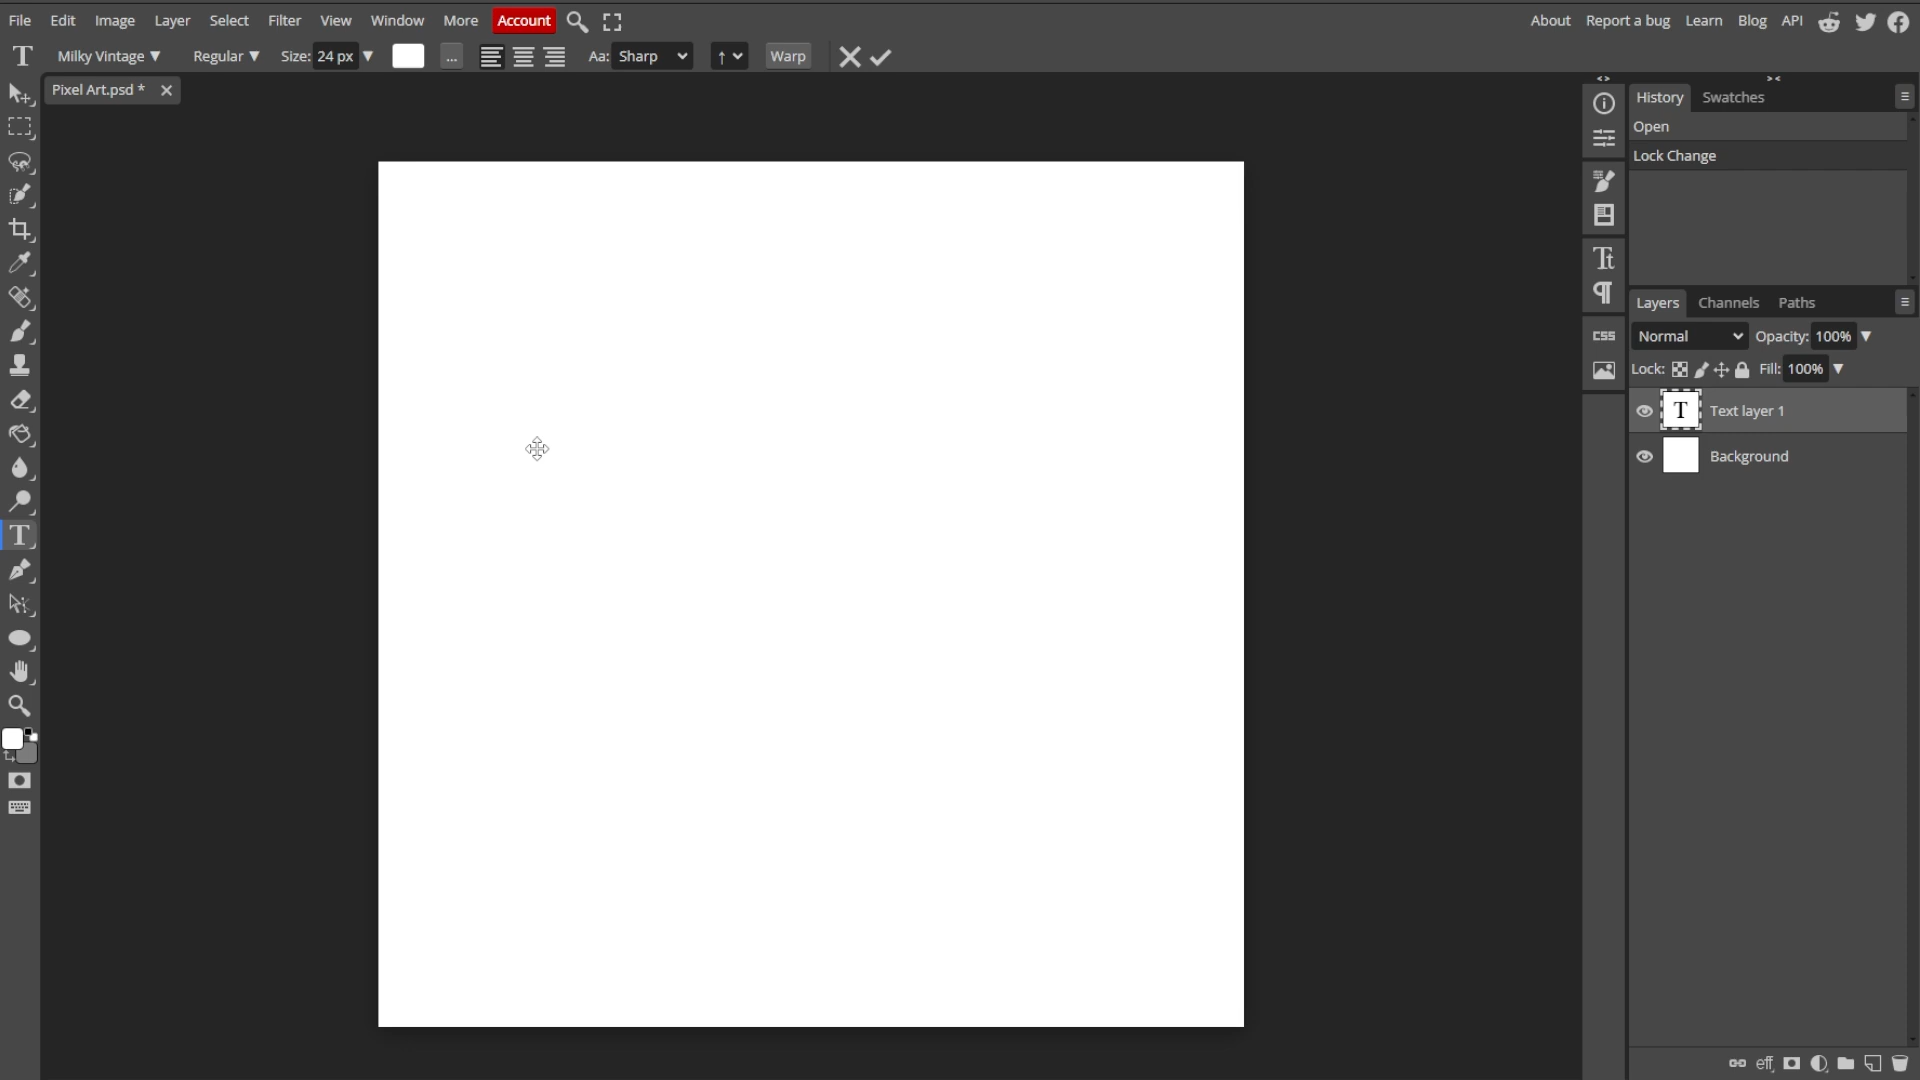 File Edit Image Layer Select Filter View Window More Account About Report a bug Learn Blog API
T Milky Vintage Regular Size: 24 px ... Aa: Sharp ↑ Warp
Pixel Art.psd *
History Swatches
Open
Lock Change
Tt
Layers Channels Paths
CSS
Normal Opacity: 100%
Lock: Fill: 100%
T Text layer 1
Background
T
eff